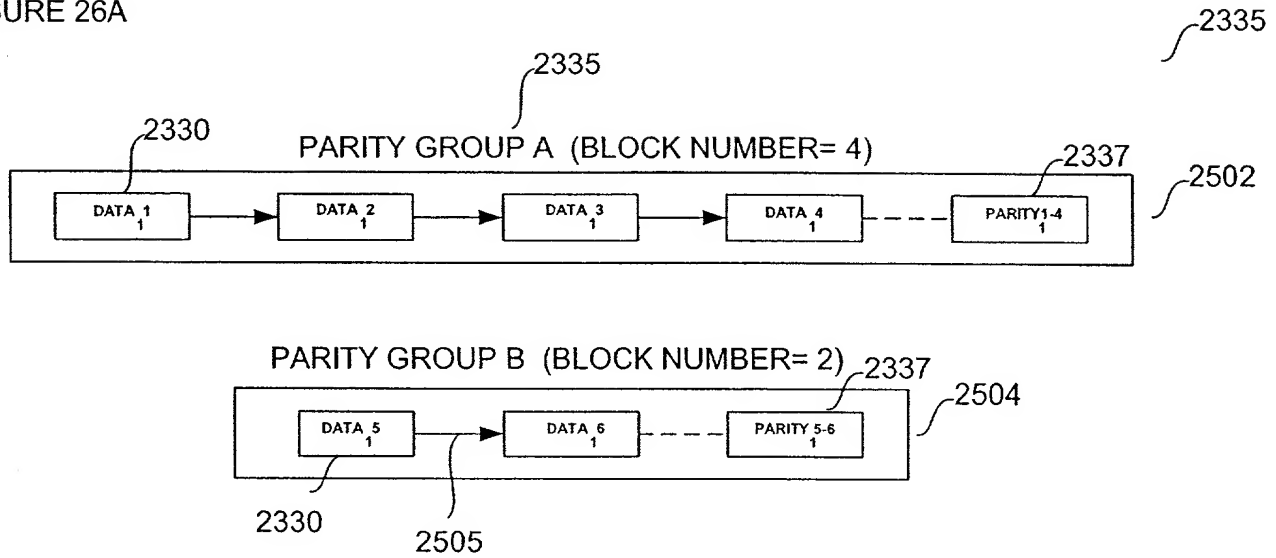 URE 26A
2335
2335
2330
PARITY GROUP A (BLOCK NUMBER= 4)
2337
2502
DATA 1
1
DATA 2
1
DATA 3
1
DATA 4
1
PARITY1-4
1
PARITY GROUP B (BLOCK NUMBER= 2)
2337
2504
DATA 5
1
DATA 6
1
PARITY 5-6
1
2330
2505